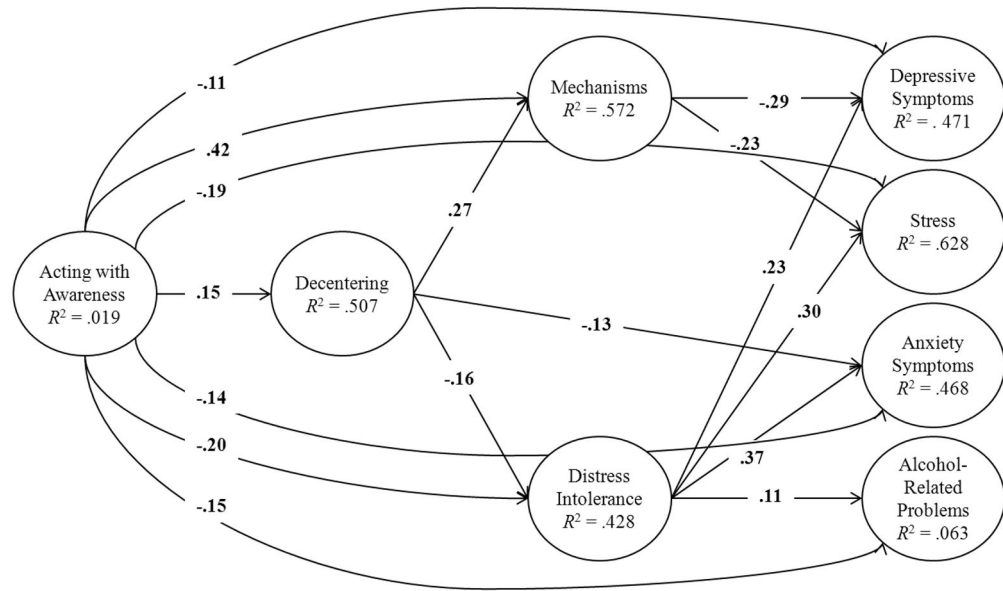 -.11
Mechanisms
R² = .572
-.29
Depressive
Symptoms
R² = . 471
.42
-.23
-.19
.27
Stress
R² = .628
Acting with
Awareness
R² = .019
.15
Decentering
R² = .507
.23
.30
-.13
Anxiety
Symptoms
R² = .468
-.16
-.14
-.20
.37
Distress
Intolerance
R² = .428
.11
Alcohol-
Related
Problems
R² = .063
-.15